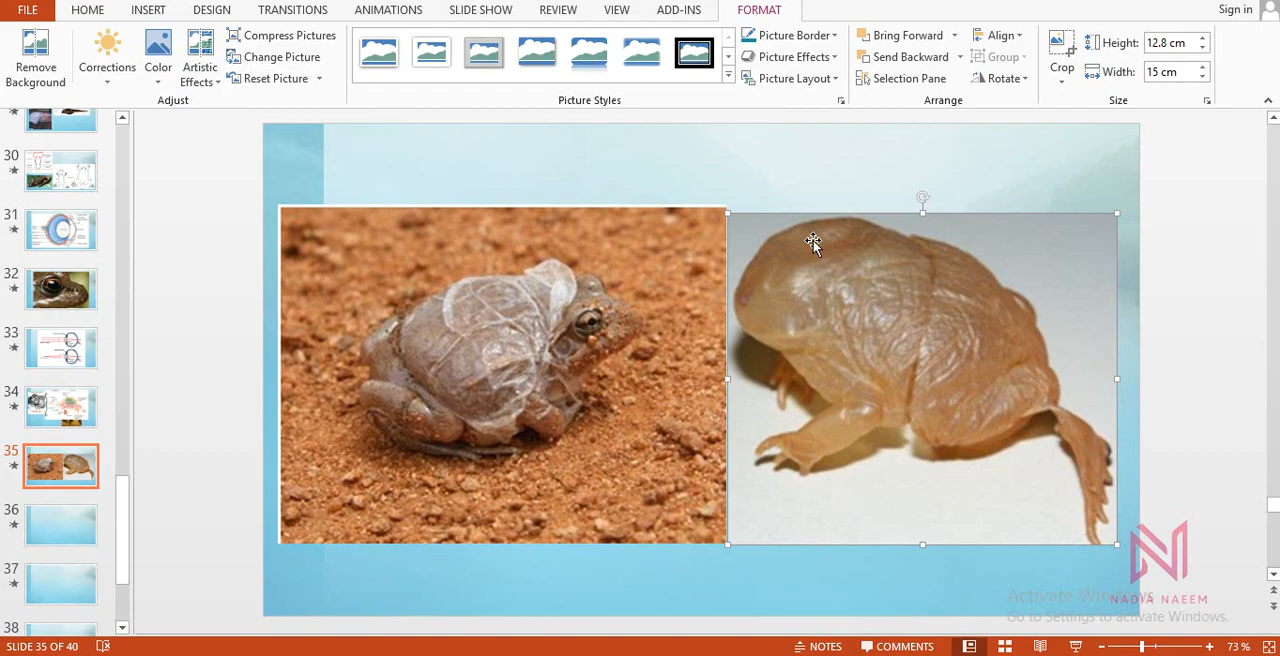 FILE HOME INSERT DESIGN TRANSITIONS ANIMATIONS SLIDE SHOW REVIEW VIEW ADD-INS FORMAT Sign in
Remove Background
Corrections
Color
Artistic Effects
Compress Pictures
Change Picture
Reset Picture
Adjust
Picture Styles
Picture Border
Picture Effects
Picture Layout
Bring Forward
Send Backward
Selection Pane
Align
Group
Rotate
Arrange
Crop
Height: 12.8 cm
Width: 15 cm
Size
30
31
32
33
34
35
36
37
38
NADIA NAEEM
Activate Windows
Go to Settings to activate Windows.
SLIDE 35 OF 40 NOTES COMMENTS 73 %